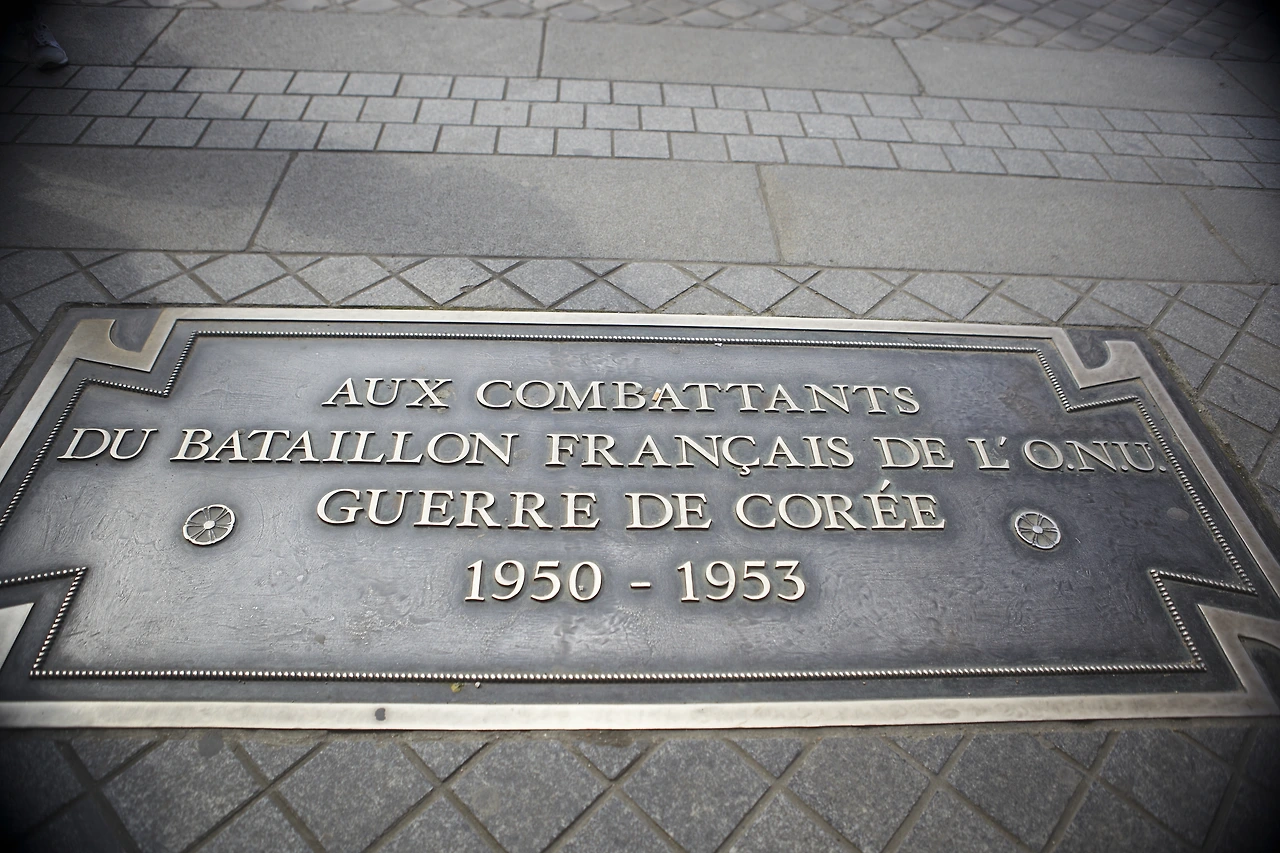 AUX COMBATTANTS
DU BATAILLON FRANÇAIS DE L'O.N.U.
GUERRE DE CORÉE
1950 - 1953